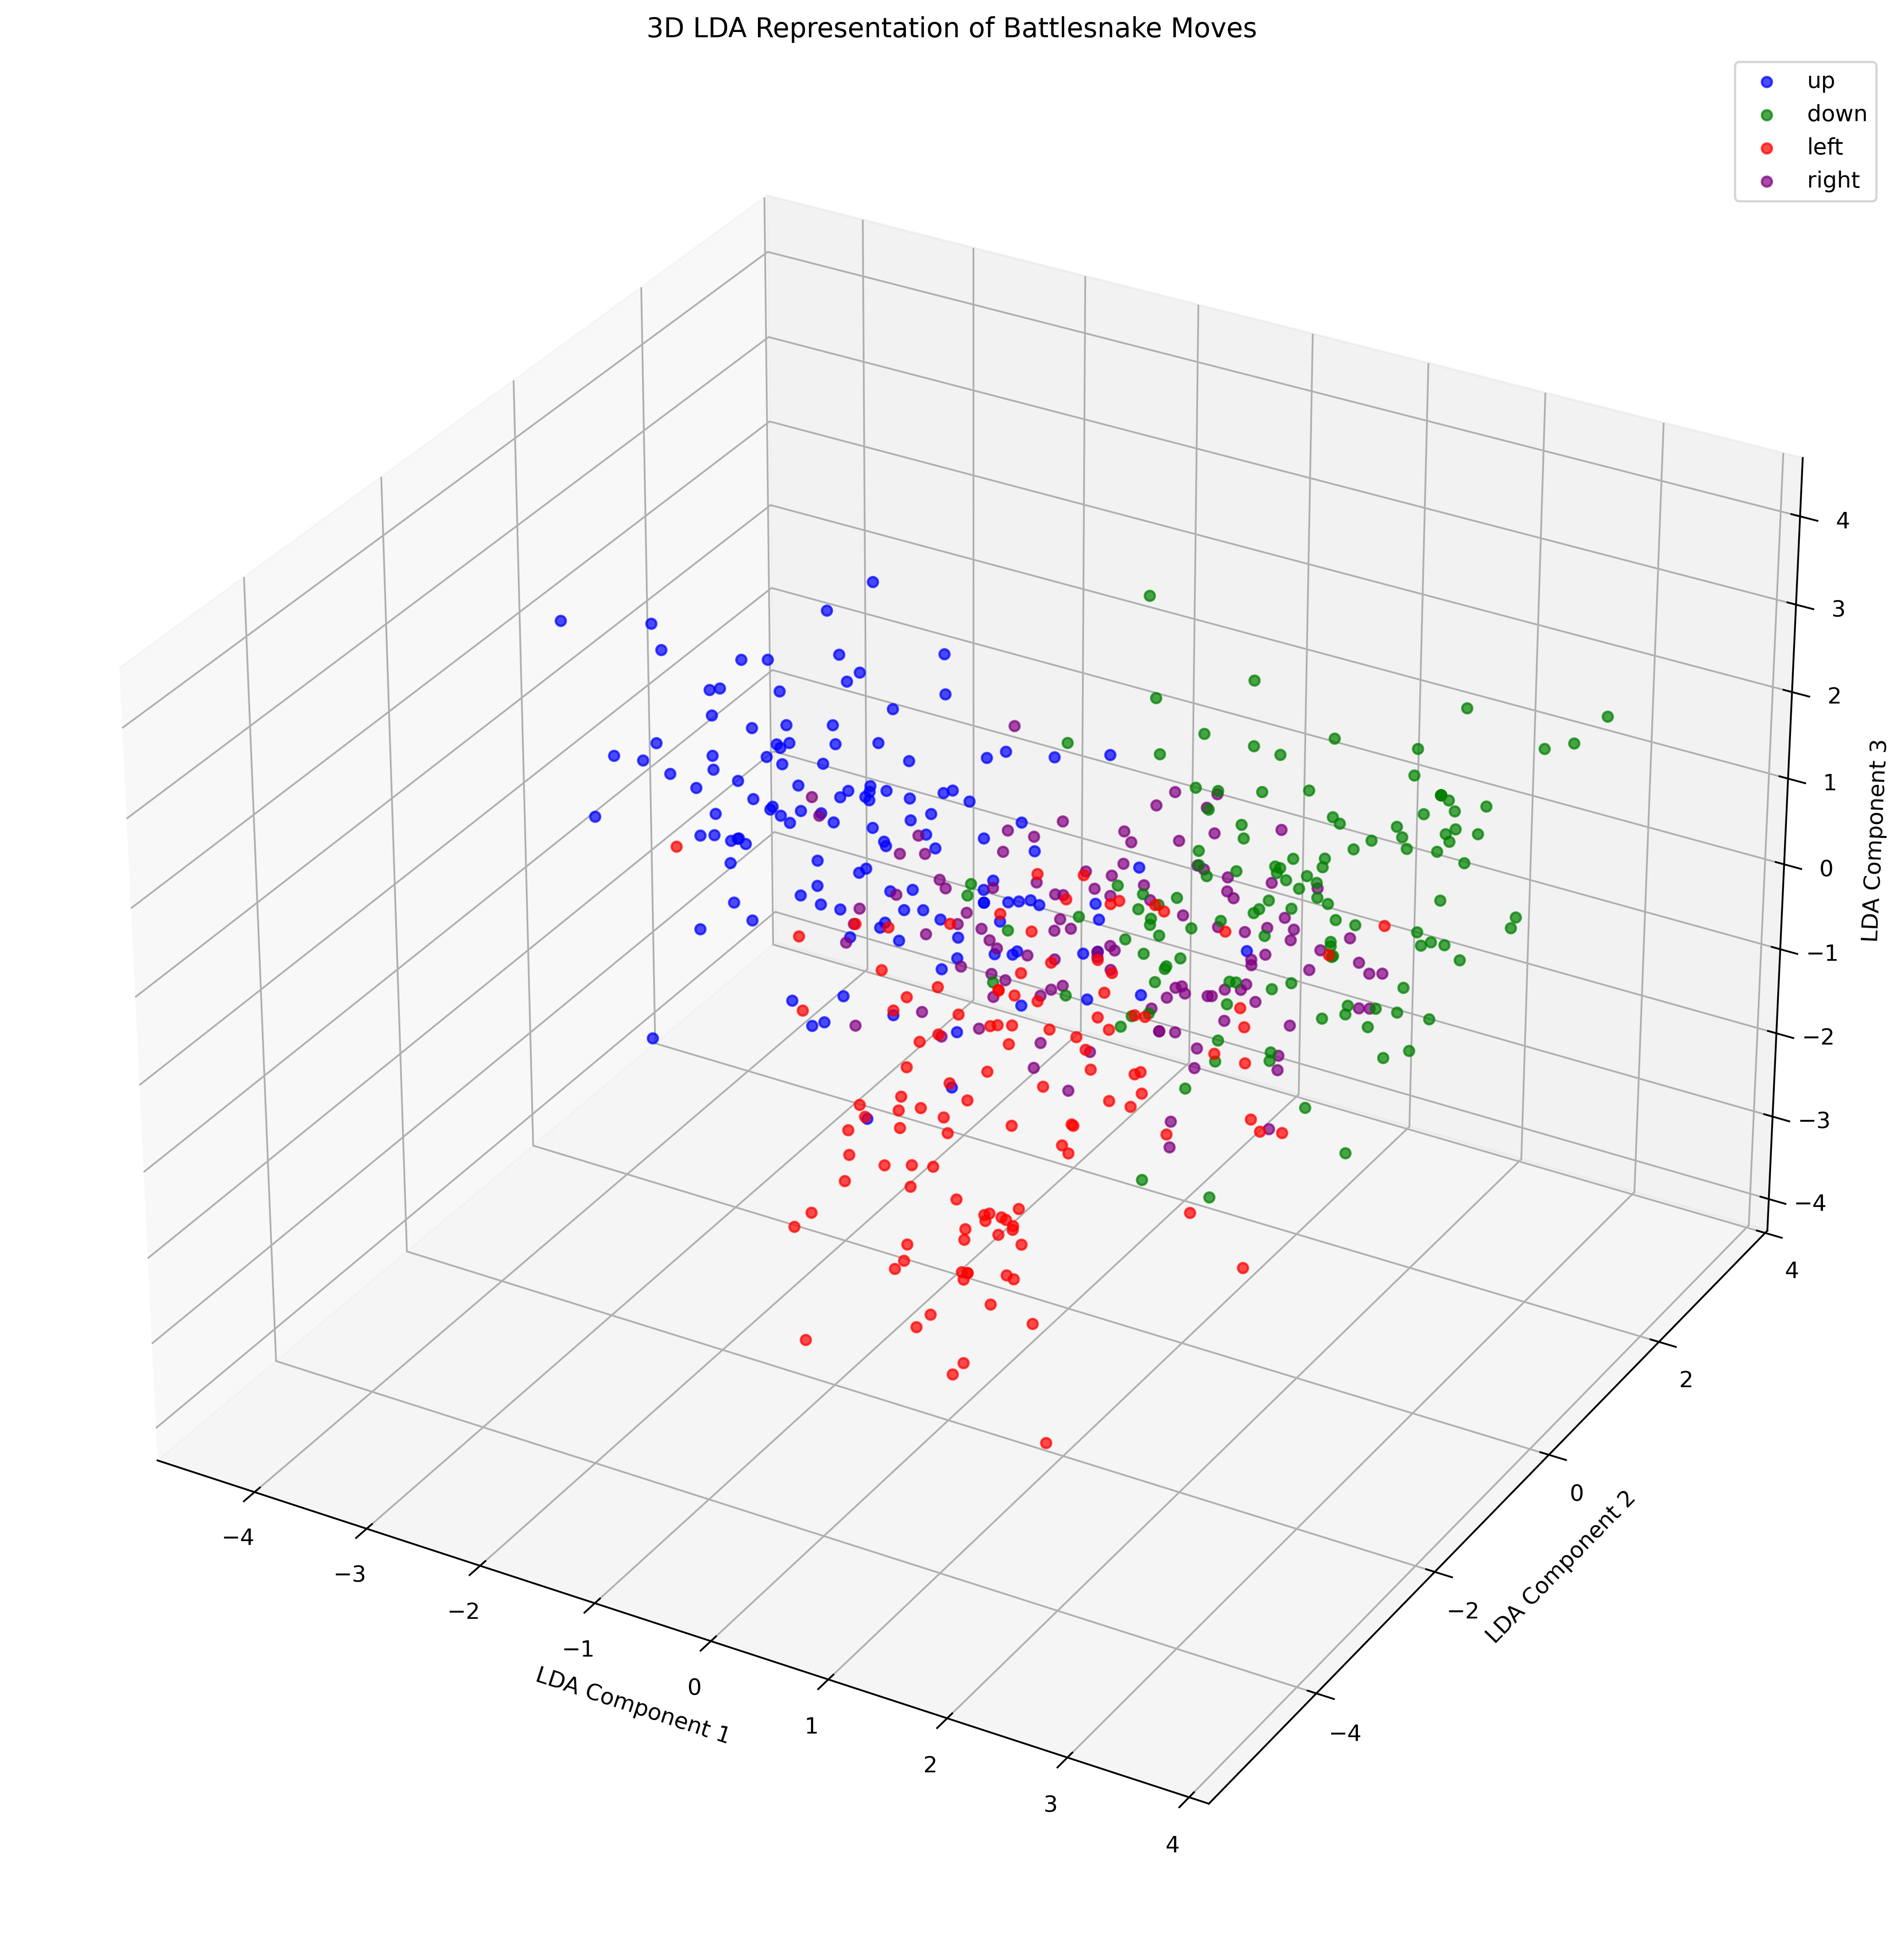 3D LDA Representation of Battlesnake Moves
up
down
left
right
4
3
2
1
0
−1
−2
−3
−4
LDA Component 3
4
2
0
−2
−4
LDA Component 2
−4
−3
−2
−1
0
1
2
3
4
LDA Component 1